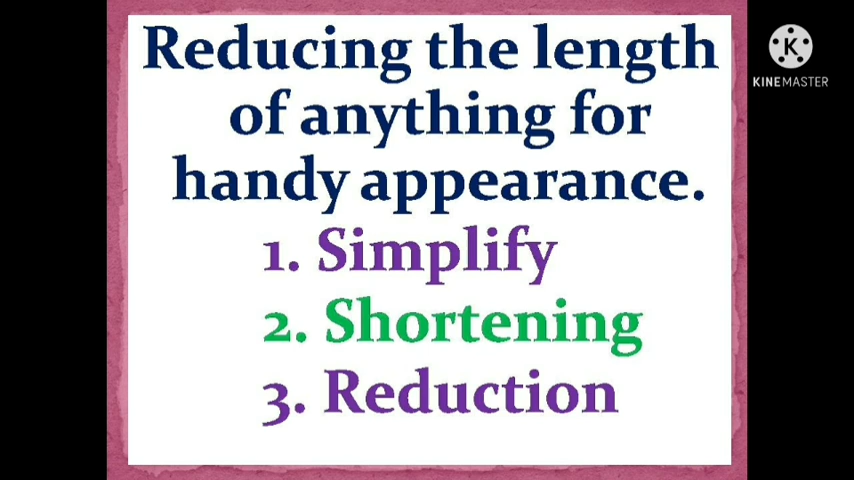 Reducing the length
of anything for
handy appearance.
1. Simplify
2. Shortening
3. Reduction
K
KINEMASTER